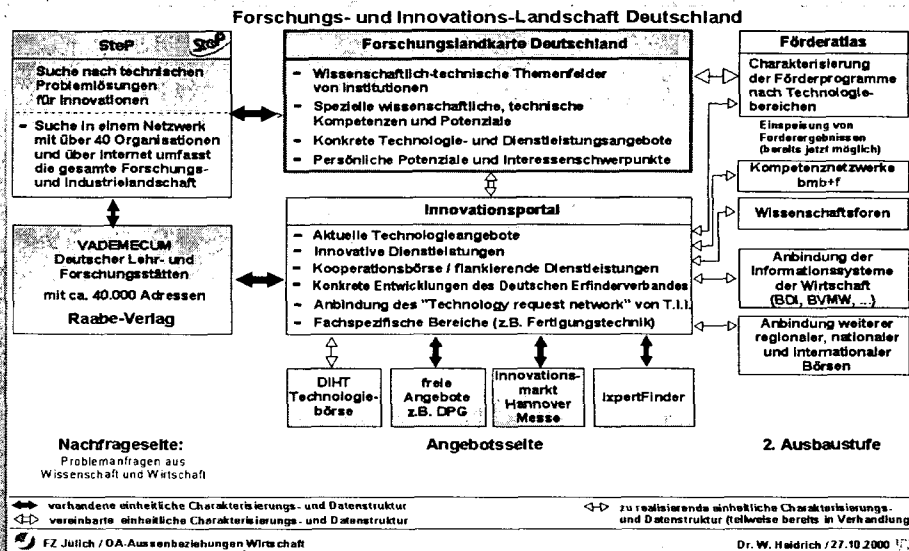 Forschungs- und Innovations-Landschaft Deutschland
SteP
SteP
Suche nach technischen
Problemlösungen
für Innovationen
- Suche in einem Netzwerk
mit über 40 Organisationen
und über Internet umfasst
die gesamte Forschungs-
und Industrielandschaft
VADEMECUM
Deutscher Lehr- und
Forschungsstätten
mit ca. 40.000 Adressen
Raabe-Verlag
Forschungslandkarte Deutschland
- Wissenschaftlich-technische Themenfelder
von Institutionen
- Spezielle wissenschaftliche, technische
Kompetenzen und Potenziale
- Konkrete Technologie- und Dienstleistungsangebote
- Persönliche Potenziale und Interessenschwerpunkte
Innovationsportal
- Aktuelle Technologieangebote
- Innovative Dienstleistungen
- Kooperationsbörse / flankierende Dienstleistungen
- Konkrete Entwicklungen des Deutschen Erfinderverbandes
- Anbindung des "Technology request network" von T.I.I.
- Fachspezifische Bereiche (z.B. Fertigungstechnik)
DIHT
Technologie-
börse
freie
Angebote
z.B. DPG
Innovations-
markt
Hannover
Messe
IxpertFinder
Förderatlas
Charakterisierung
der Förderprogramme
nach Technologie-
bereichen
Einspeisung von
Förderergebnissen
(bereits jetzt möglich)
Kompetenznetzwerke
bmb+f
Wissenschaftsforen
Anbindung der
Informationssysteme
der Wirtschaft
(BDI, BVMW, ...)
Anbindung weiterer
regionaler, nationaler
und internationaler
Börsen
Nachfrageseite:
Problemanfragen aus
Wissenschaft und Wirtschaft
Angebotsseite
2. Ausbaustufe
vorhandene einheitliche Charakterisierungs- und Datenstruktur
vereinbarte einheitliche Charakterisierungs- und Datenstruktur
zu realisierende einheitliche Charakterisierungs-
und Datenstruktur (teilweise bereits in Verhandlung
FZ Jülich / OA-Aussenbeziehungen Wirtschaft
Dr. W. Heidrich / 27.10.2000